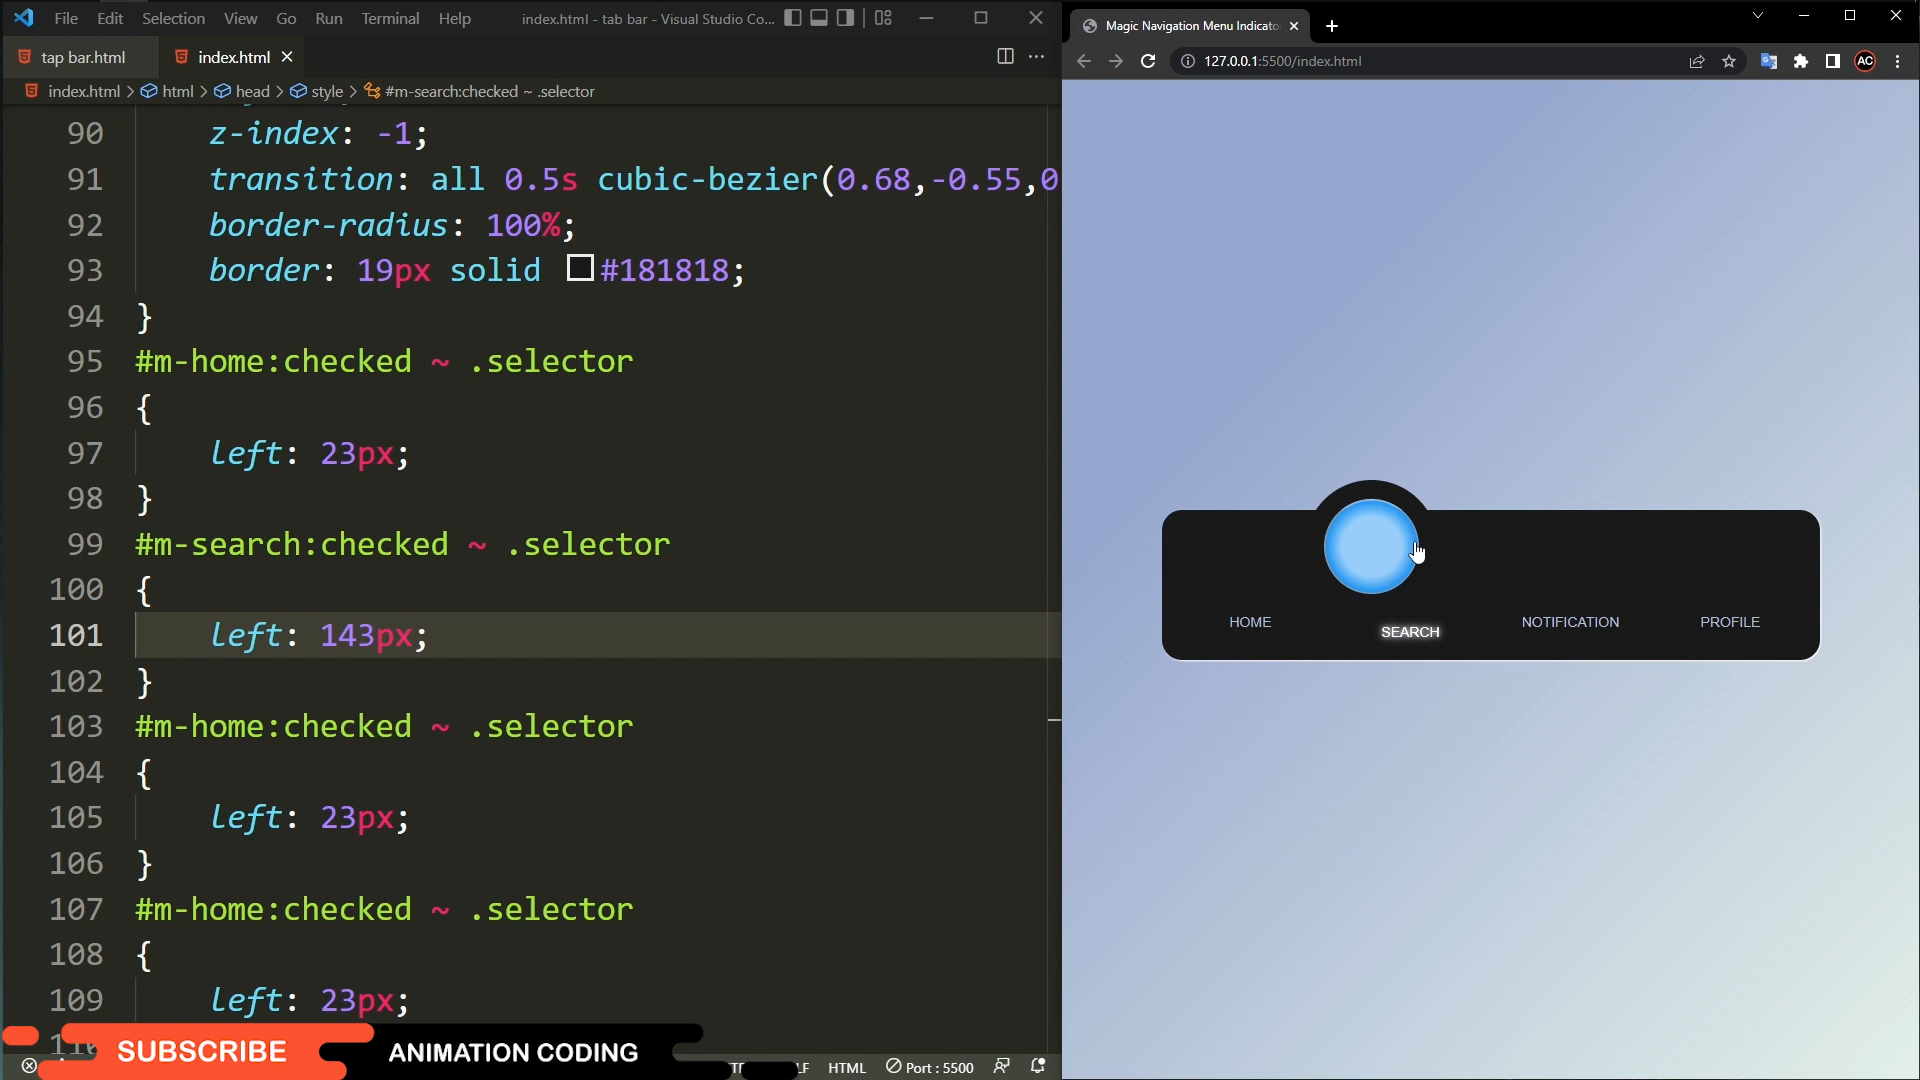 File Edit Selection View Go Run Terminal Help index.html - tab bar - Visual Studio Co...
tap bar.html index.html
index.html > html > head > style > #m-search:checked ~ .selector
90 z-index: -1;
91 transition: all 0.5s cubic-bezier(0.68,-0.55,0
92 border-radius: 100%;
93 border: 19px solid #181818;
94 }
95 #m-home:checked ~ .selector
96 {
97 left: 23px;
98 }
99 #m-search:checked ~ .selector
100 {
101 left: 143px;
102 }
103 #m-home:checked ~ .selector
104 {
105 left: 23px;
106 }
107 #m-home:checked ~ .selector
108 {
109 left: 23px;
SUBSCRIBE ANIMATION CODING
HTML Port : 5500
Magic Navigation Menu Indicato
127.0.0.1:5500/index.html
AC
HOME SEARCH NOTIFICATION PROFILE